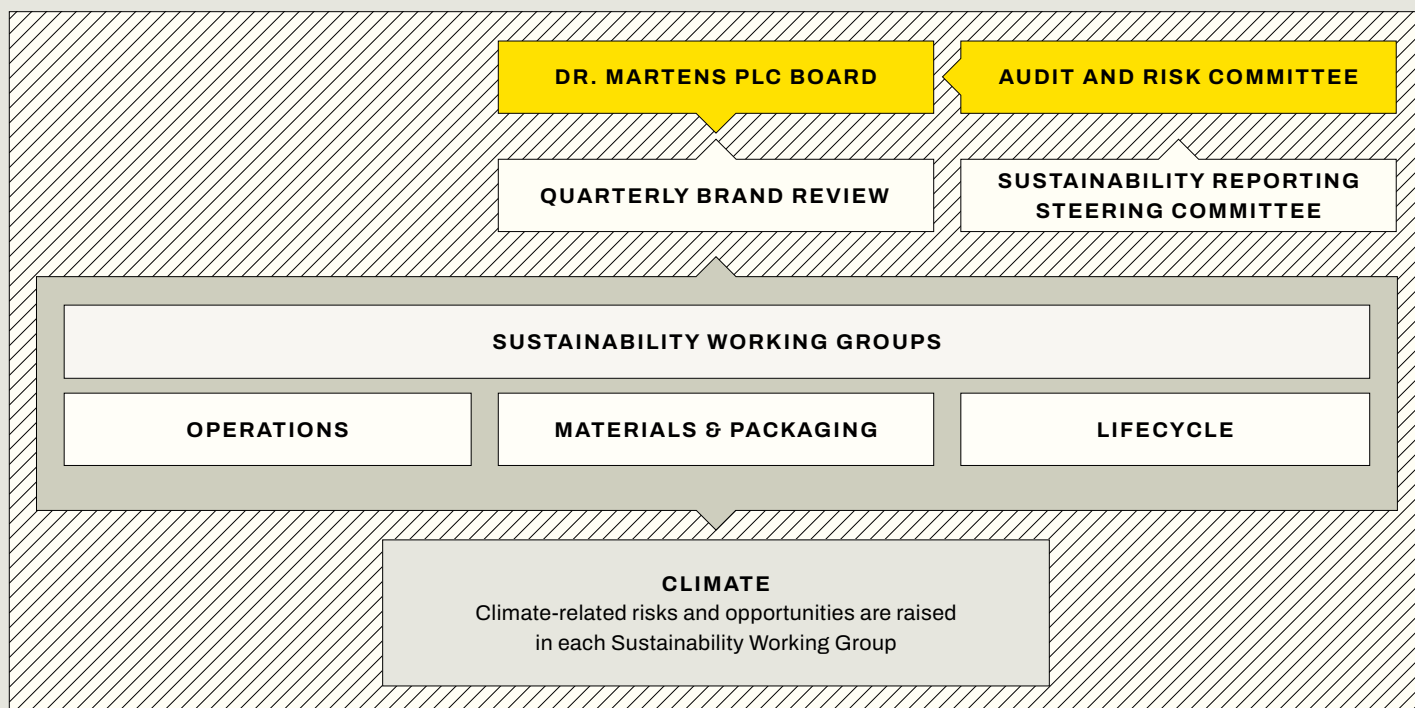 DR. MARTENS PLC BOARD
AUDIT AND RISK COMMITTEE
QUARTERLY BRAND REVIEW
SUSTAINABILITY REPORTING
STEERING COMMITTEE
SUSTAINABILITY WORKING GROUPS
OPERATIONS
MATERIALS & PACKAGING
LIFECYCLE
CLIMATE
Climate-related risks and opportunities are raised
in each Sustainability Working Group